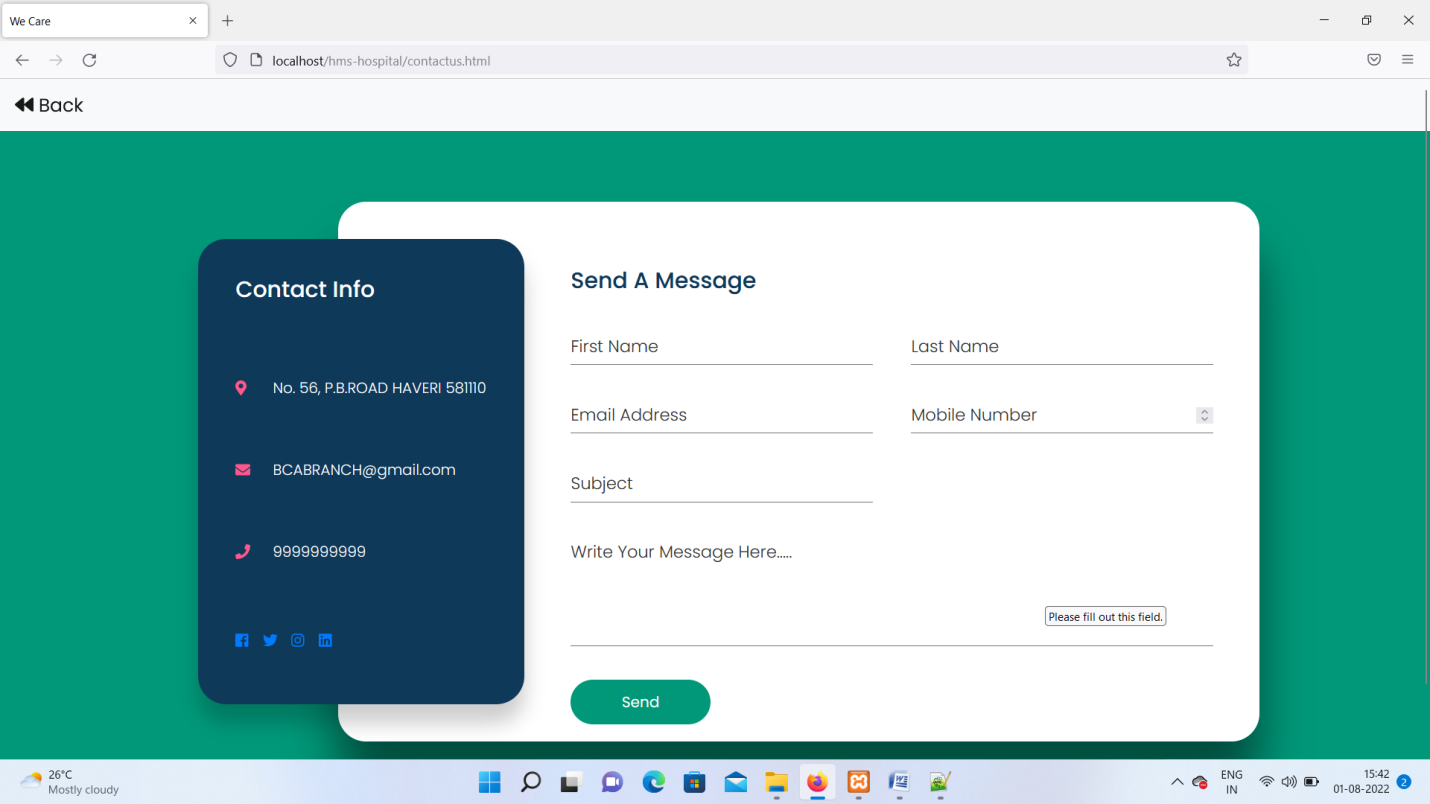 We Care
localhost/hms-hospital/contactus.html
Back
Contact Info
No. 56, P.B.ROAD HAVERI 581110
BCABRANCH@gmail.com
9999999999
Send A Message
First Name
Last Name
Email Address
Mobile Number
Subject
Write Your Message Here.....
Please fill out this field.
Send
26°C
Mostly cloudy
ENG
IN
15:42
01-08-2022
2